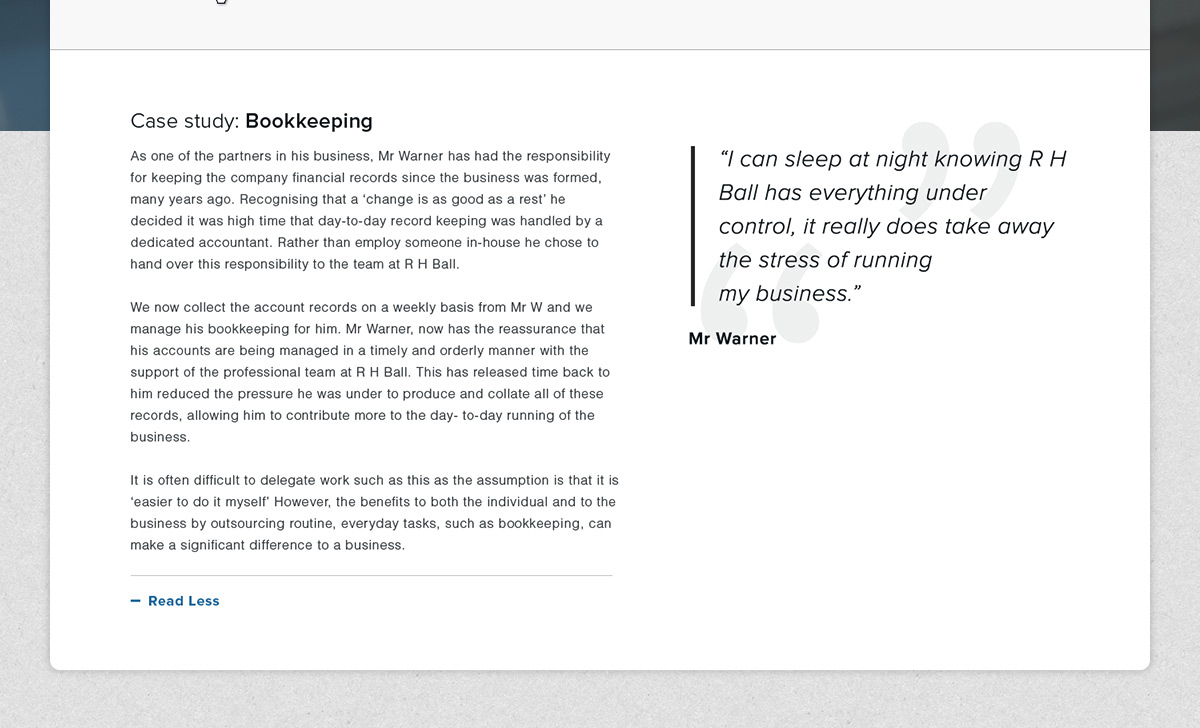 Case study: Bookkeeping
As one of the partners in his business, Mr Warner has had the responsibility
for keeping the company financial records since the business was formed,
many years ago. Recognising that a ‘change is as good as a rest’ he
decided it was high time that day-to-day record keeping was handled by a
dedicated accountant. Rather than employ someone in-house he chose to
hand over this responsibility to the team at R H Ball.
We now collect the account records on a weekly basis from Mr W and we
manage his bookkeeping for him. Mr Warner, now has the reassurance that
his accounts are being managed in a timely and orderly manner with the
support of the professional team at R H Ball. This has released time back to
him reduced the pressure he was under to produce and collate all of these
records, allowing him to contribute more to the day- to-day running of the
business.
It is often difficult to delegate work such as this as the assumption is that it is
‘easier to do it myself’ However, the benefits to both the individual and to the
business by outsourcing routine, everyday tasks, such as bookkeeping, can
make a significant difference to a business.
— Read Less
“I can sleep at night knowing R H
Ball has everything under
control, it really does take away
the stress of running
my business.”
Mr Warner